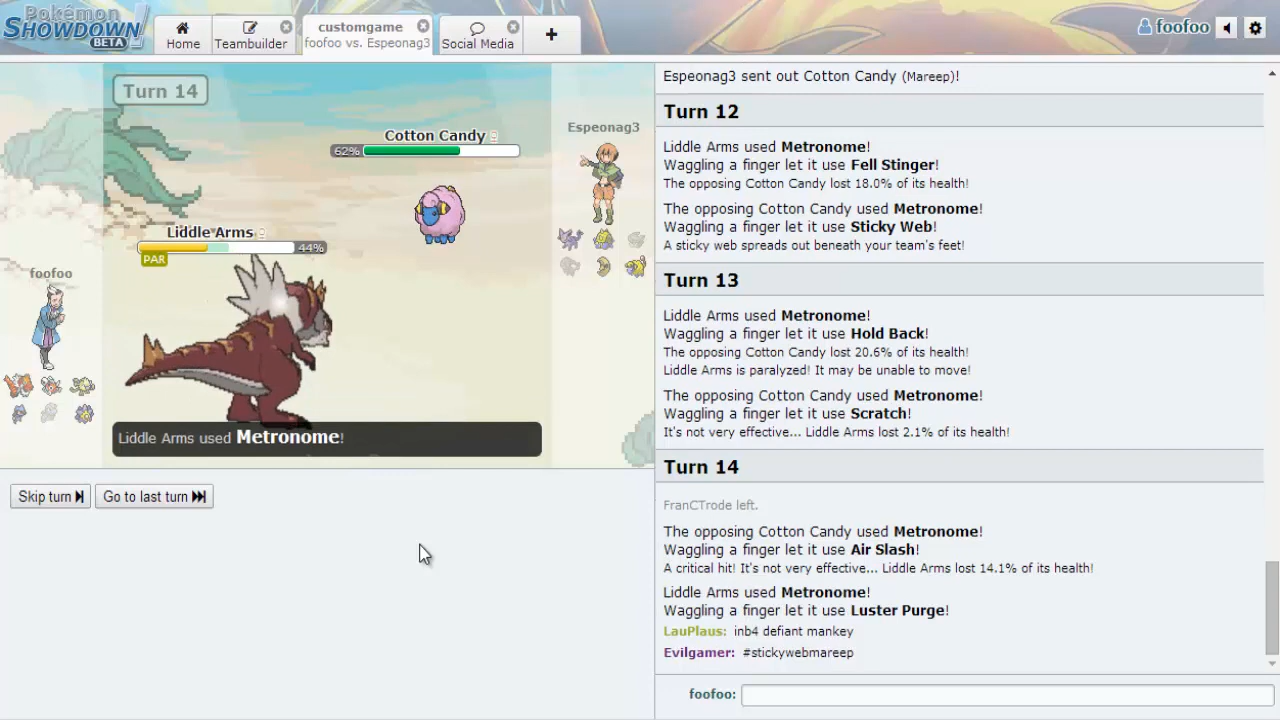 Pokémon
SHOWDOWN!
BETA
Home
Teambuilder
customgame
foofoo vs. Espeonag3
Social Media
+
foofoo
Turn 14
Cotton Candy
62%
Espeonag3
Liddle Arms
44%
PAR
foofoo
Liddle Arms used Metronome!
Skip turn
Go to last turn
Espeonag3 sent out Cotton Candy (Mareep)!
Turn 12
Liddle Arms used Metronome!
Waggling a finger let it use Fell Stinger!
The opposing Cotton Candy lost 18.0% of its health!
The opposing Cotton Candy used Metronome!
Waggling a finger let it use Sticky Web!
A sticky web spreads out beneath your team's feet!
Turn 13
Liddle Arms used Metronome!
Waggling a finger let it use Hold Back!
The opposing Cotton Candy lost 20.6% of its health!
Liddle Arms is paralyzed! It may be unable to move!
The opposing Cotton Candy used Metronome!
Waggling a finger let it use Scratch!
It's not very effective... Liddle Arms lost 2.1% of its health!
Turn 14
FranCTrode left.
The opposing Cotton Candy used Metronome!
Waggling a finger let it use Air Slash!
A critical hit! It's not very effective... Liddle Arms lost 14.1% of its health!
Liddle Arms used Metronome!
Waggling a finger let it use Luster Purge!
LauPlaus: inb4 defiant mankey
Evilgamer: #stickywebmareep
foofoo: